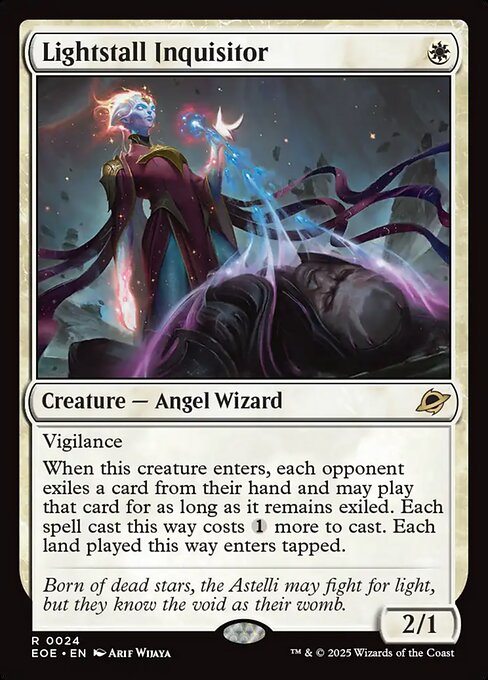 Lightstall Inquisitor
Creature — Angel Wizard
Vigilance
When this creature enters, each opponent
exiles a card from their hand and may play
that card for as long as it remains exiled. Each
spell cast this way costs 1 more to cast. Each
land played this way enters tapped.
Born of dead stars, the Astelli may fight for light,
but they know the void as their womb.
2/1
R 0024
EOE • EN Arif Wijaya
™ & © 2025 Wizards of the Coast